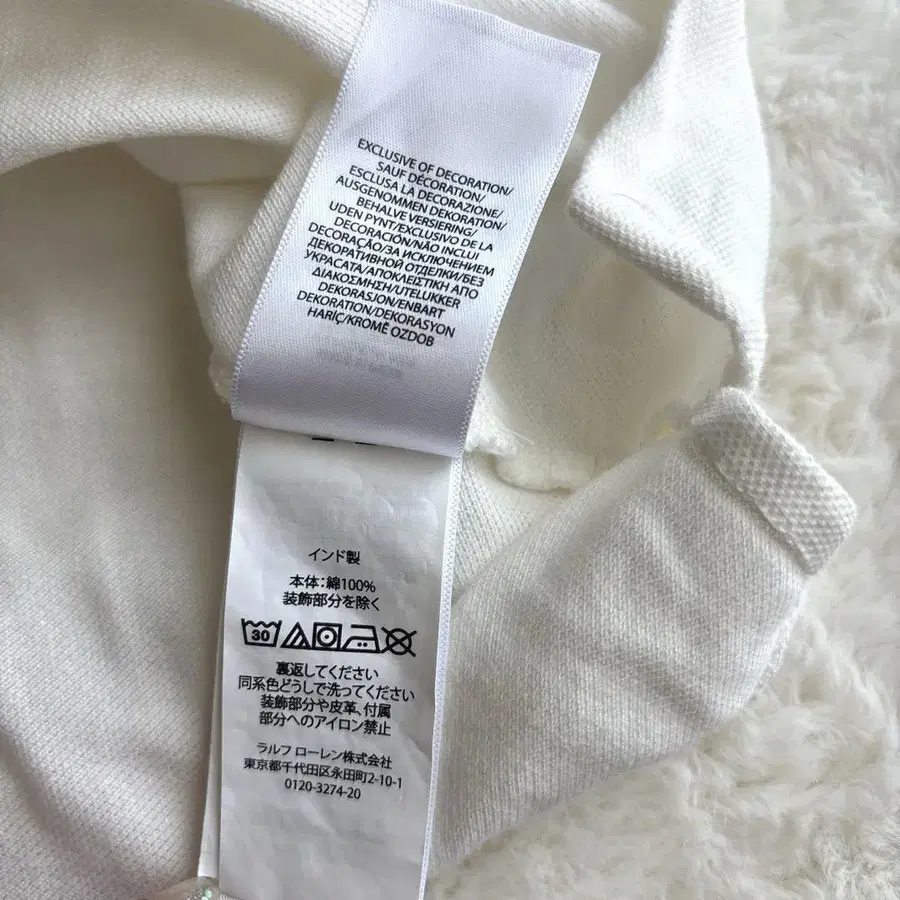 EXCLUSIVE OF DECORATION/
SAUF DÉCORATION/
ESCLUSA LA DECORAZIONE/
AUSGENOMMEN DEKORATION/
BEHALVE VERSIERING/
UDEN PYNT/EXCLUSIVO DE LA
DECORACIÓN/NÃO INCLUI
DECORAÇÃO/ЗА ИСКЛЮЧЕНИЕМ
ДЕКОРАТИВНОЙ ОТДЕЛКИ/БЕЗ
УКРАСАТА/ΑΠΟΚΛΕΙΣΤΙΚΗ ΑΠΟ
ΔΙΑΚΟΣΜΗΣΗ/UTELUKKER
DEKORASJON/ENBART
DEKORATION/DEKORASYON
HARİÇ/KROMĚ OZDOB
インド製
本体：綿100%
装飾部分を除く
30
裏返してください
同系色どうしで洗ってください
装飾部分や皮革、付属
部分へのアイロン禁止
ラルフ ローレン株式会社
東京都千代田区永田町2-10-1
0120-3274-20